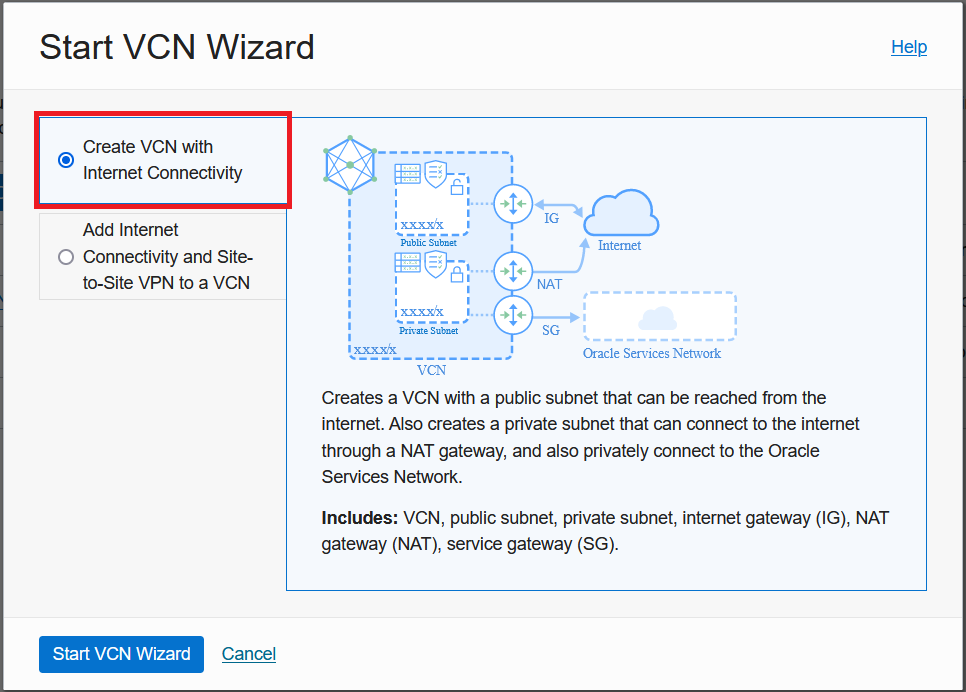 Start VCN Wizard
Help
Create VCN with
Internet Connectivity
Add Internet
Connectivity and Site-
to-Site VPN to a VCN
xxxx/x
Public Subnet
IG
Internet
NAT
xxxx/x
Private Subnet
SG
xxxx/x
Oracle Services Network
VCN
Creates a VCN with a public subnet that can be reached from the
internet. Also creates a private subnet that can connect to the internet
through a NAT gateway, and also privately connect to the Oracle
Services Network.
Includes: VCN, public subnet, private subnet, internet gateway (IG), NAT
gateway (NAT), service gateway (SG).
Start VCN Wizard
Cancel